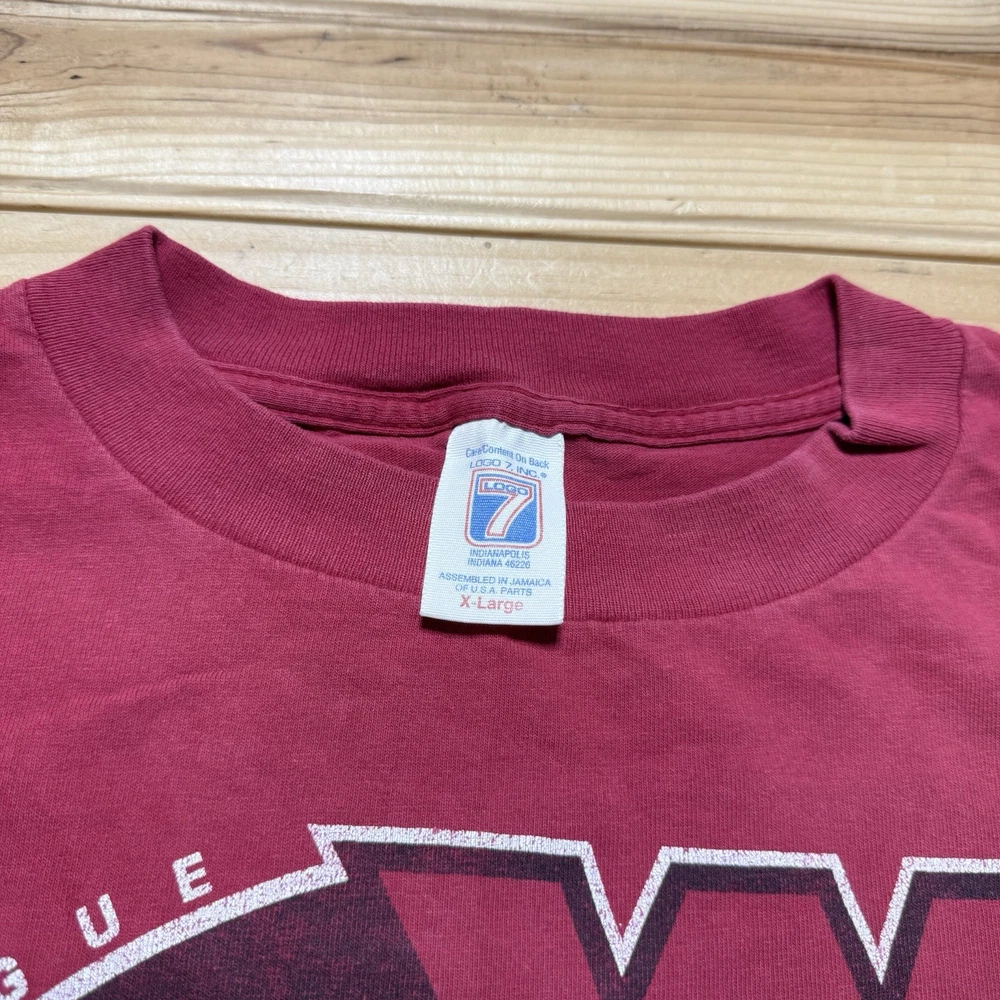 Care/Content On Back
LOGO 7, INC.®
LOGO
7
INDIANAPOLIS
INDIANA 46226
ASSEMBLED IN JAMAICA
OF U.S.A. PARTS
X-Large
GUE
W